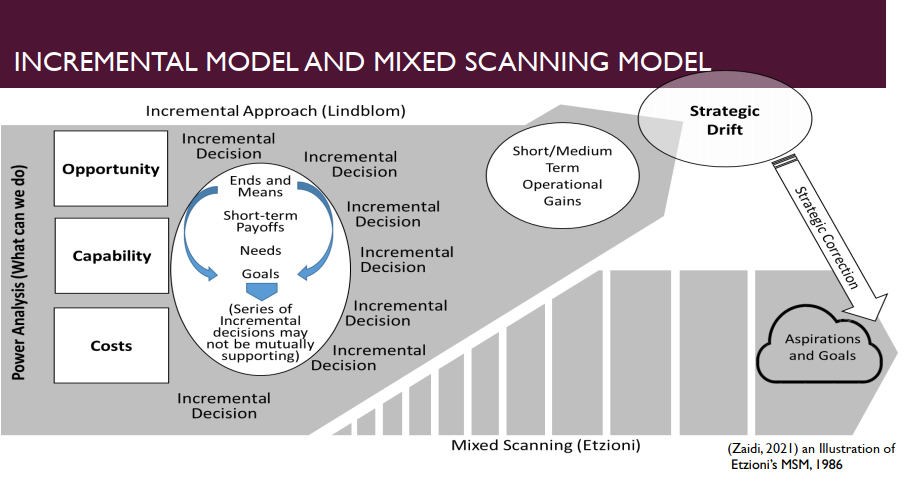 INCREMENTAL MODEL AND MIXED SCANNING MODEL
Incremental Approach (Lindblom)
Strategic
Drift
Power Analysis (What can we do)
Opportunity
Capability
Costs
Incremental
Decision
Incremental
Decision
Incremental
Decision
Incremental
Decision
Incremental
Decision
Incremental
Decision
Incremental
Decision
Ends and
Means
Short-term
Payoffs
Needs
Goals
(Series of
Incremental
decisions may
not be mutually
supporting)
Short/Medium
Term
Operational
Gains
Strategic Correction
Aspirations
and Goals
Mixed Scanning (Etzioni)
(Zaidi, 2021) an Illustration of
Etzioni's MSM, 1986